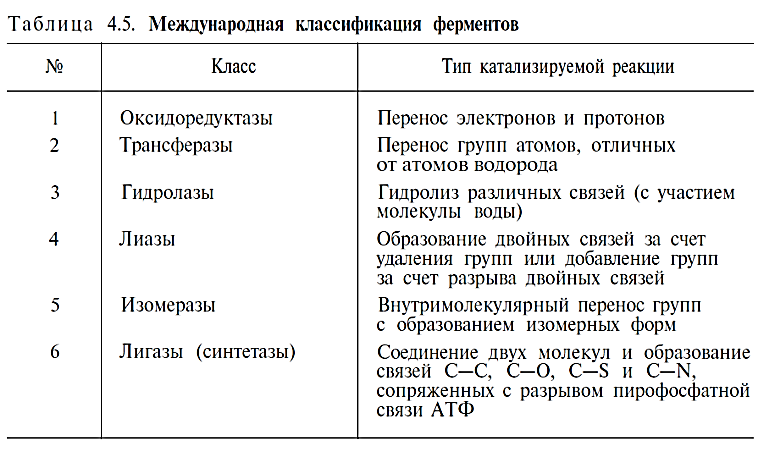 Таблица 4.5. Международная классификация ферментов
№ Класс Тип катализируемой реакции
1 Оксидоредуктазы Перенос электронов и протонов
2 Трансферазы Перенос групп атомов, отличных
от атомов водорода
3 Гидролазы Гидролиз различных связей (с участием
молекулы воды)
4 Лиазы Образование двойных связей за счет
удаления групп или добавление групп
за счет разрыва двойных связей
5 Изомеразы Внутримолекулярный перенос групп
с образованием изомерных форм
6 Лигазы (синтетазы) Соединение двух молекул и образование
связей С—С, С—О, С—S и С—N,
сопряженных с разрывом пирофосфатной
связи АТФ